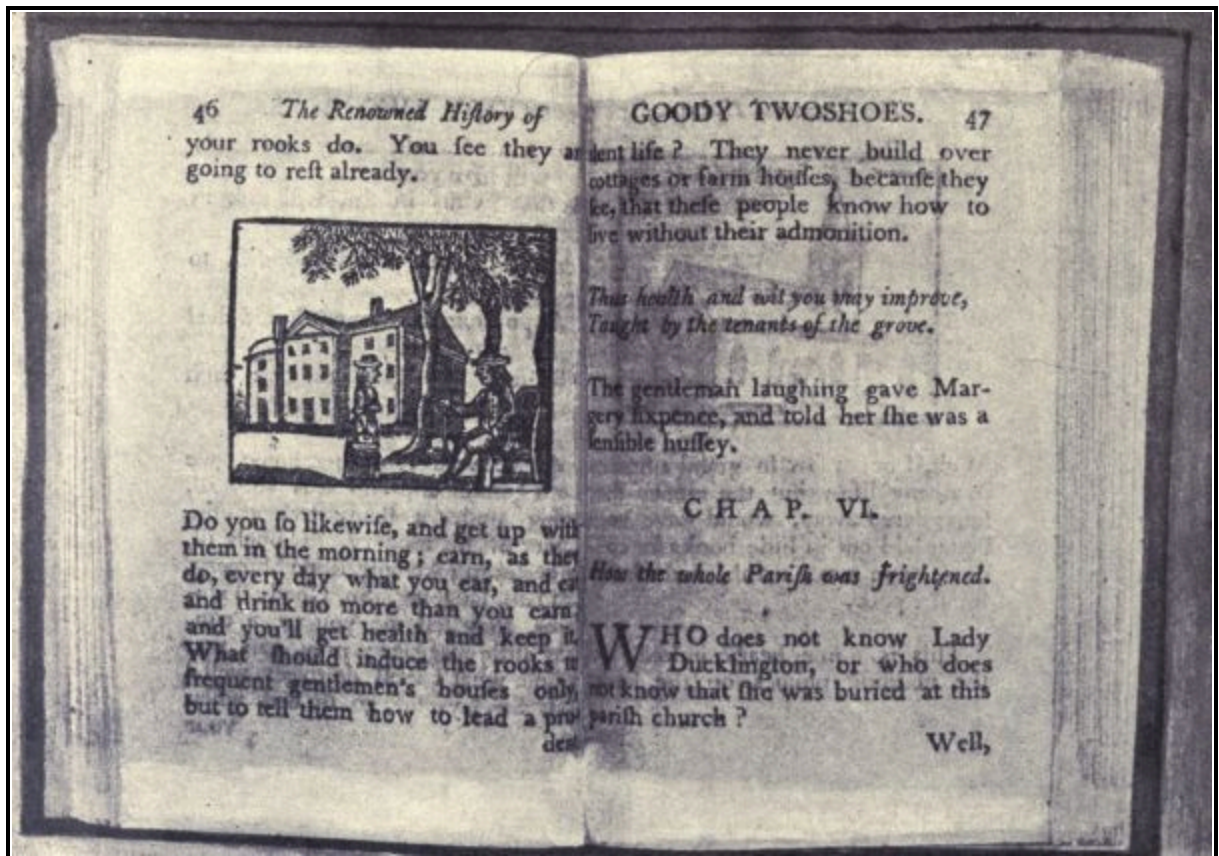 46 The Renowned Hiſtory of
your rooks do. You ſee they
going to reſt already.
Do you ſo likewiſe, and get up with
them in the morning; earn, as they
do, every day what you eat, and
and drink no more than you earn
and you'll get health and keep it.
What ſhould induce the rooks
frequent gentlemen's houſes only,
but to tell them how to lead a pru-
GOODY TWOSHOES. 47
dent life? They never build over
cottages or farm houſes, becauſe they
ſee, that theſe people know how to
live without their admonition.
Thus health and wit you may improve,
Taught by the tenants of the grove.
The gentleman laughing gave Mar-
gery ſixpence, and told her ſhe was a
ſenſible huſſey.
CHAP. VI.
How the whole Pariſh was frightened.
WHO does not know Lady
Ducklington, or who does
not know that ſhe was buried at this
pariſh church?
Well,